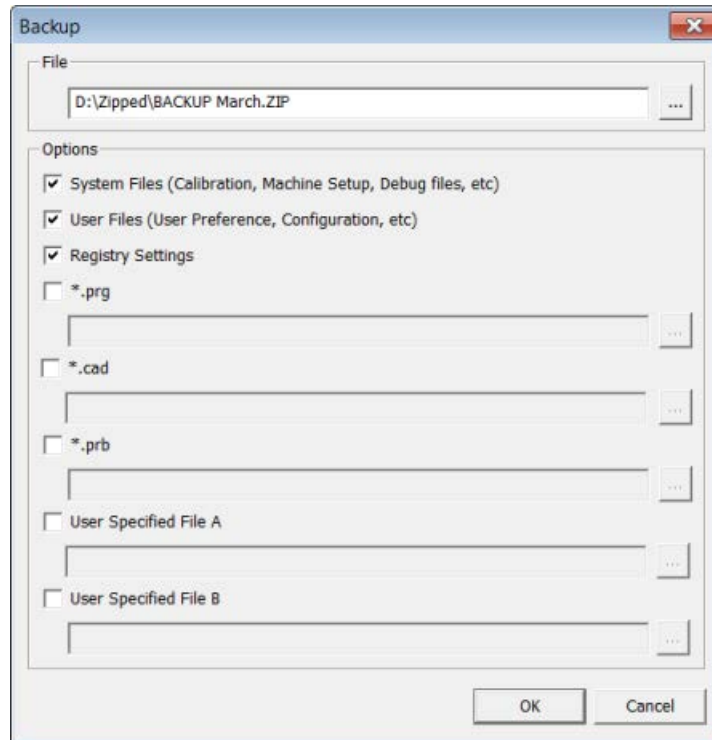 Backup
File
D:\Zipped\BACKUP March.ZIP
...
Options
System Files (Calibration, Machine Setup, Debug files, etc)
User Files (User Preference, Configuration, etc)
Registry Settings
*.prg
...
*.cad
...
*.prb
...
User Specified File A
...
User Specified File B
...
OK
Cancel